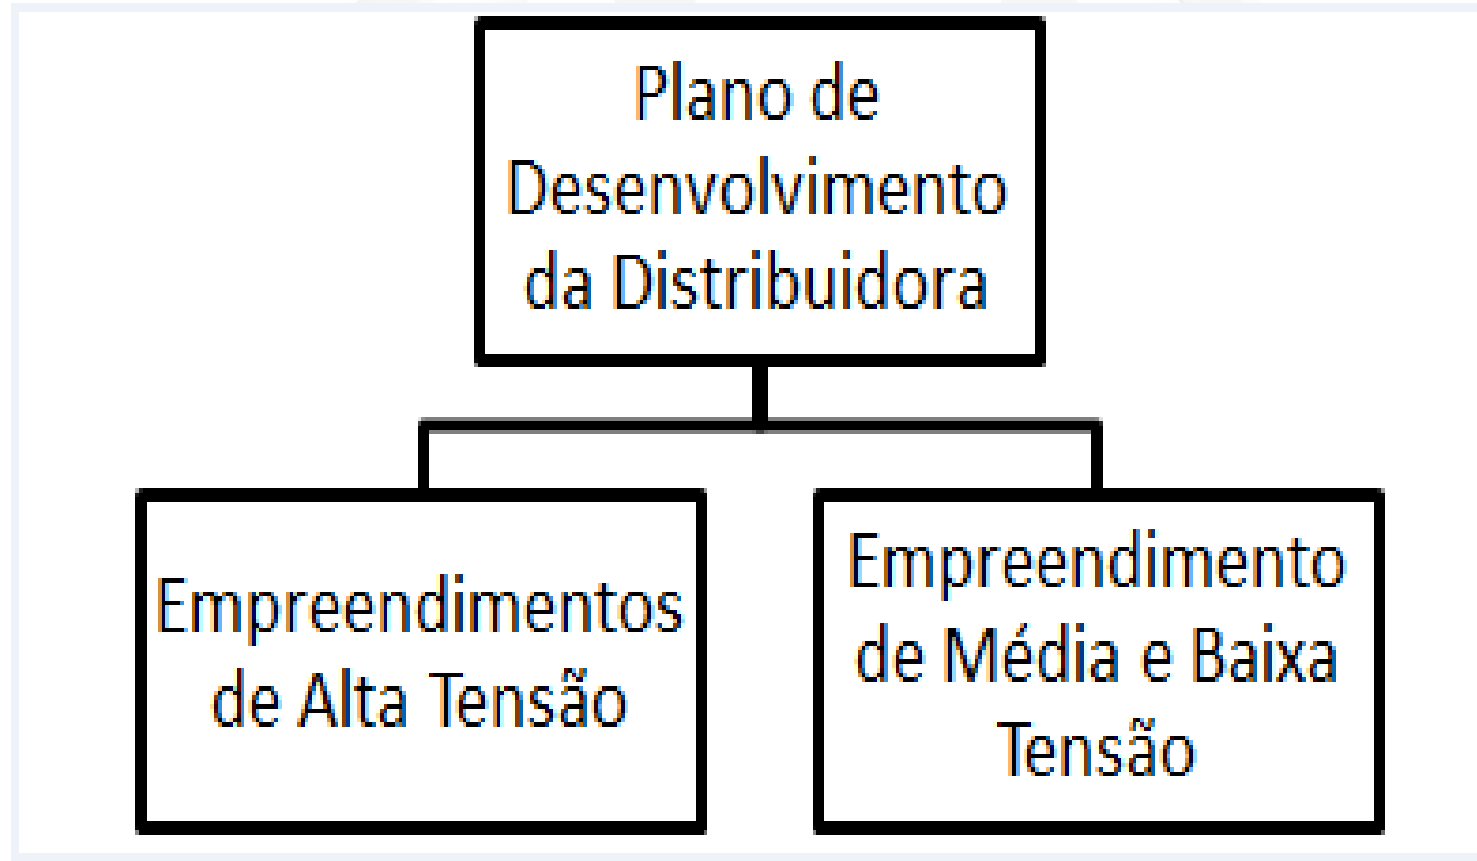 Plano de
Desenvolvimento
da Distribuidora
Empreendimentos
de Alta Tensão
Empreendimento
de Média e Baixa
Tensão